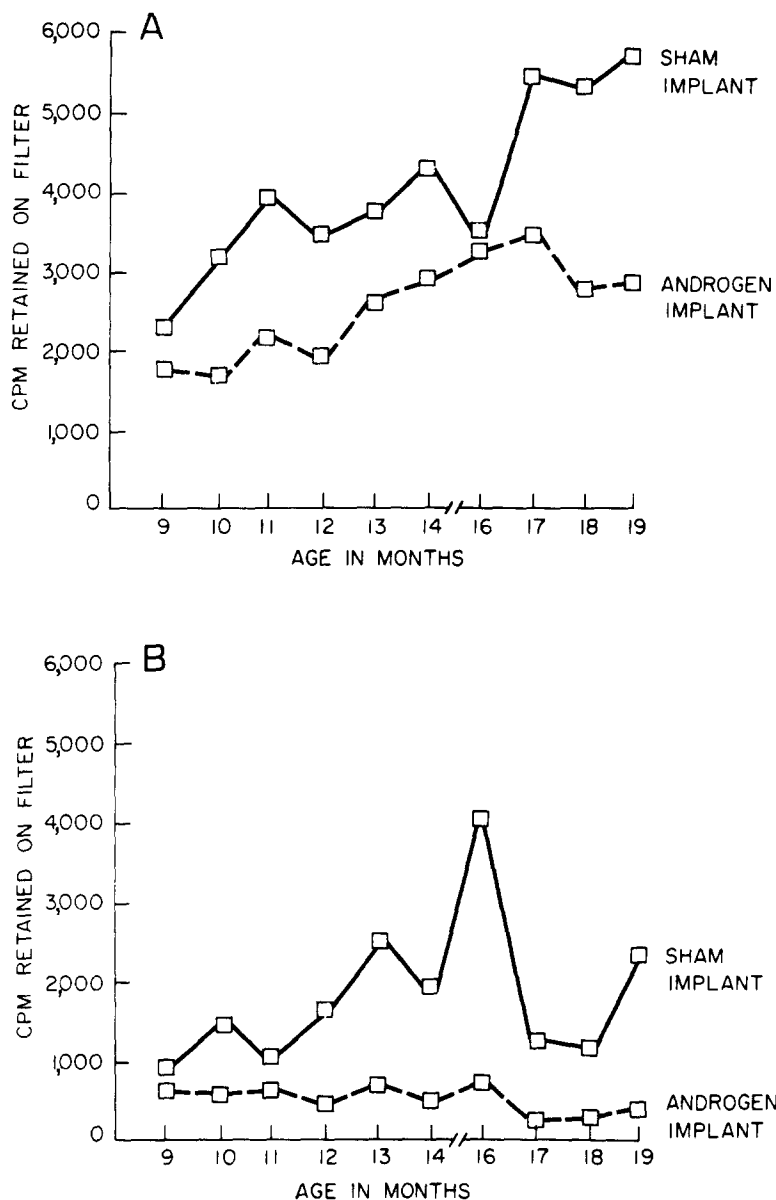 A
6,000
5,000
4,000
3,000
2,000
1,000
0
CPM RETAINED ON FILTER
SHAM
IMPLANT
ANDROGEN
IMPLANT
9 10 11 12 13 14 16 17 18 19
AGE IN MONTHS
B
6,000
5,000
4,000
3,000
2,000
1,000
0
CPM RETAINED ON FILTER
SHAM
IMPLANT
ANDROGEN
IMPLANT
9 10 11 12 13 14 16 17 18 19
AGE IN MONTHS